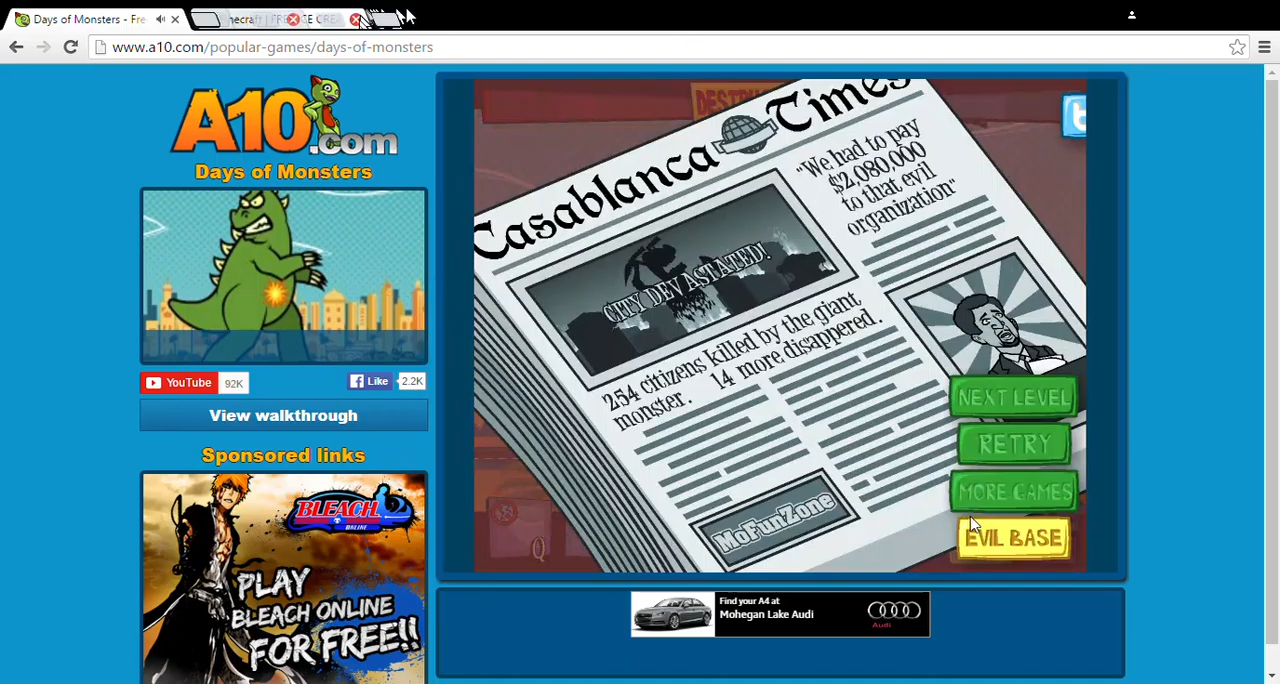 Days of Monsters - Fre
www.a10.com/popular-games/days-of-monsters
A10.com
Days of Monsters
YouTube 92K
Like 2.2K
View walkthrough
Sponsored links
BLEACH
ONLINE
PLAY
BLEACH ONLINE
FOR FREE!!
Casablanca Times
"We had to pay
$2,080,000
to that evil
organization"
CITY DEVASTATED!
254 citizens killed by the giant
monster. 14 more disappered.
MoFunZone
NEXT LEVEL
RETRY
MORE GAMES
EVIL BASE
Q
Find your A4 at
Mohegan Lake Audi
Audi